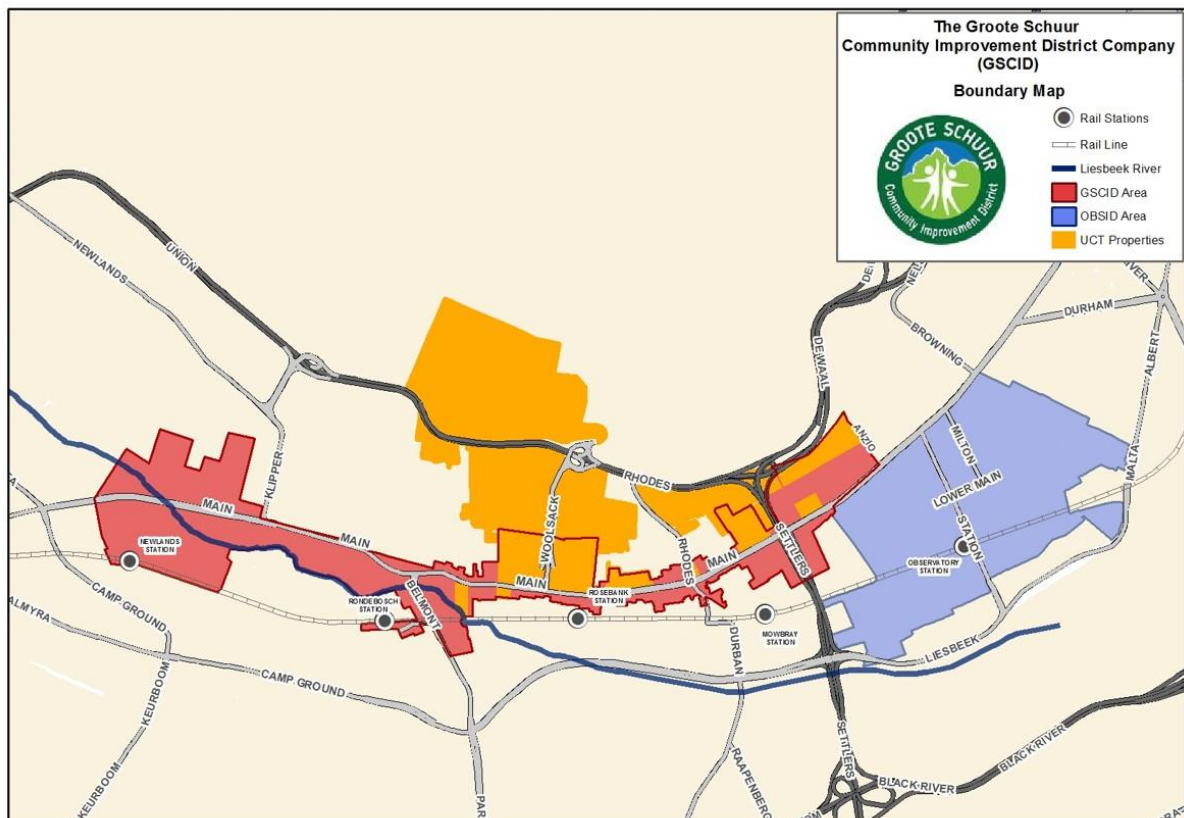 The Groote Schuur
Community Improvement District Company
(GSCID)
Boundary Map
GROOTE SCHUUR
Community Improvement District
Rail Stations
Rail Line
Liesbeek River
GSCID Area
OBSID Area
UCT Properties
UNION
NEWLANDS
DURHAM
BROWNING
ALBERT
DE WAAL
ANZIO
MILTON
MALTA
KLIPPER
RHODES
WOOLSACK
LOWER MAIN
STATION
MAIN
MAIN
MAIN
MAIN
SETTLERS
RHODES
NEWLANDS
STATION
OBSERVATORY
STATION
RONDEBOSCH
STATION
ROSEBANK
STATION
MOWBRAY
STATION
BELMONT
CAMP GROUND
CAMP GROUND
DURBAN
LIESBEEK
KEURBOOM
KEURBOOM
SETTLERS
RAAPENBERG
BLACK RIVER
BLACK RIVER